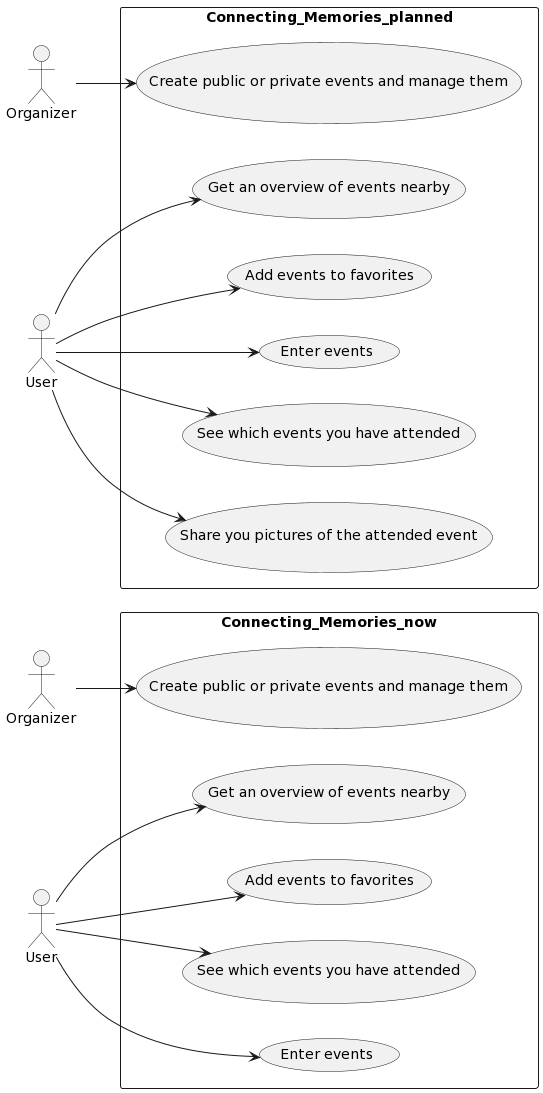 Connecting_Memories_planned
Organizer
Create public or private events and manage them
Get an overview of events nearby
Add events to favorites
Enter events
User
See which events you have attended
Share you pictures of the attended event
Connecting_Memories_now
Organizer
Create public or private events and manage them
Get an overview of events nearby
Add events to favorites
User
See which events you have attended
Enter events